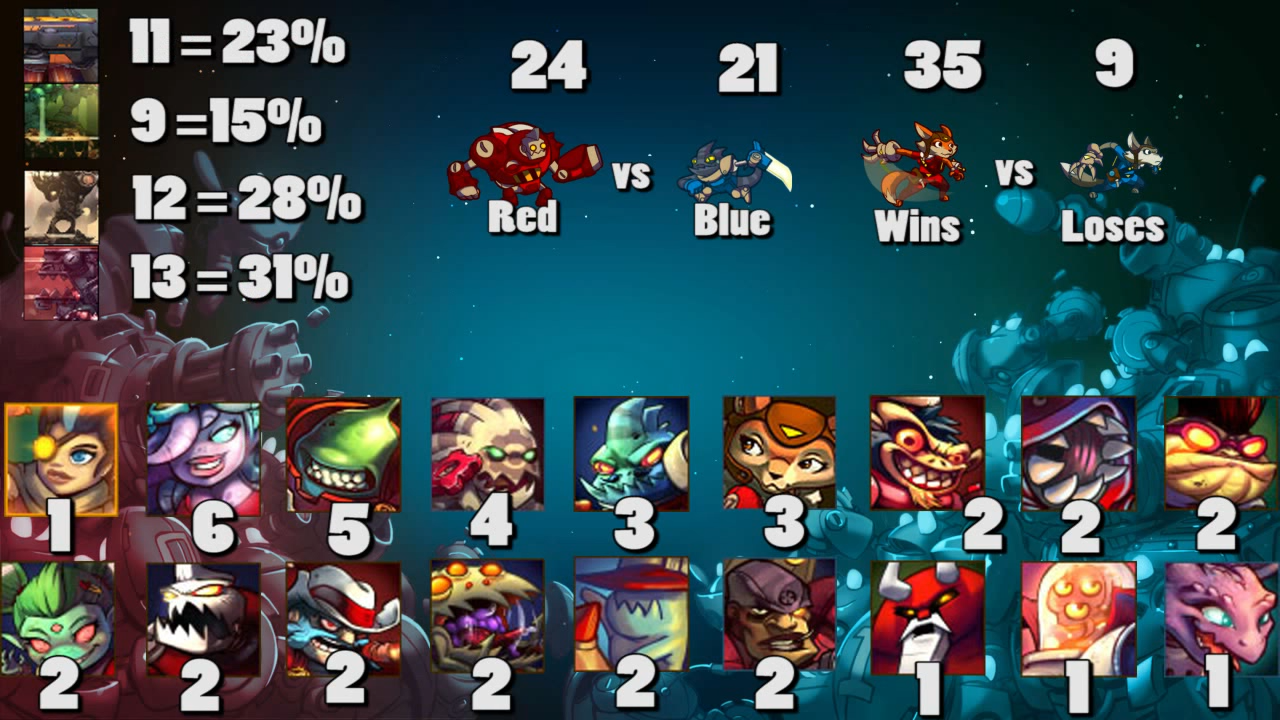 11 = 23%
9 =15%
12 = 28%
13 = 31%
24 21 35 9
vs vs
Red Blue Wins Loses
1 6 5 4 3 3 2 2 2
2 2 2 2 2 2 1 1 1